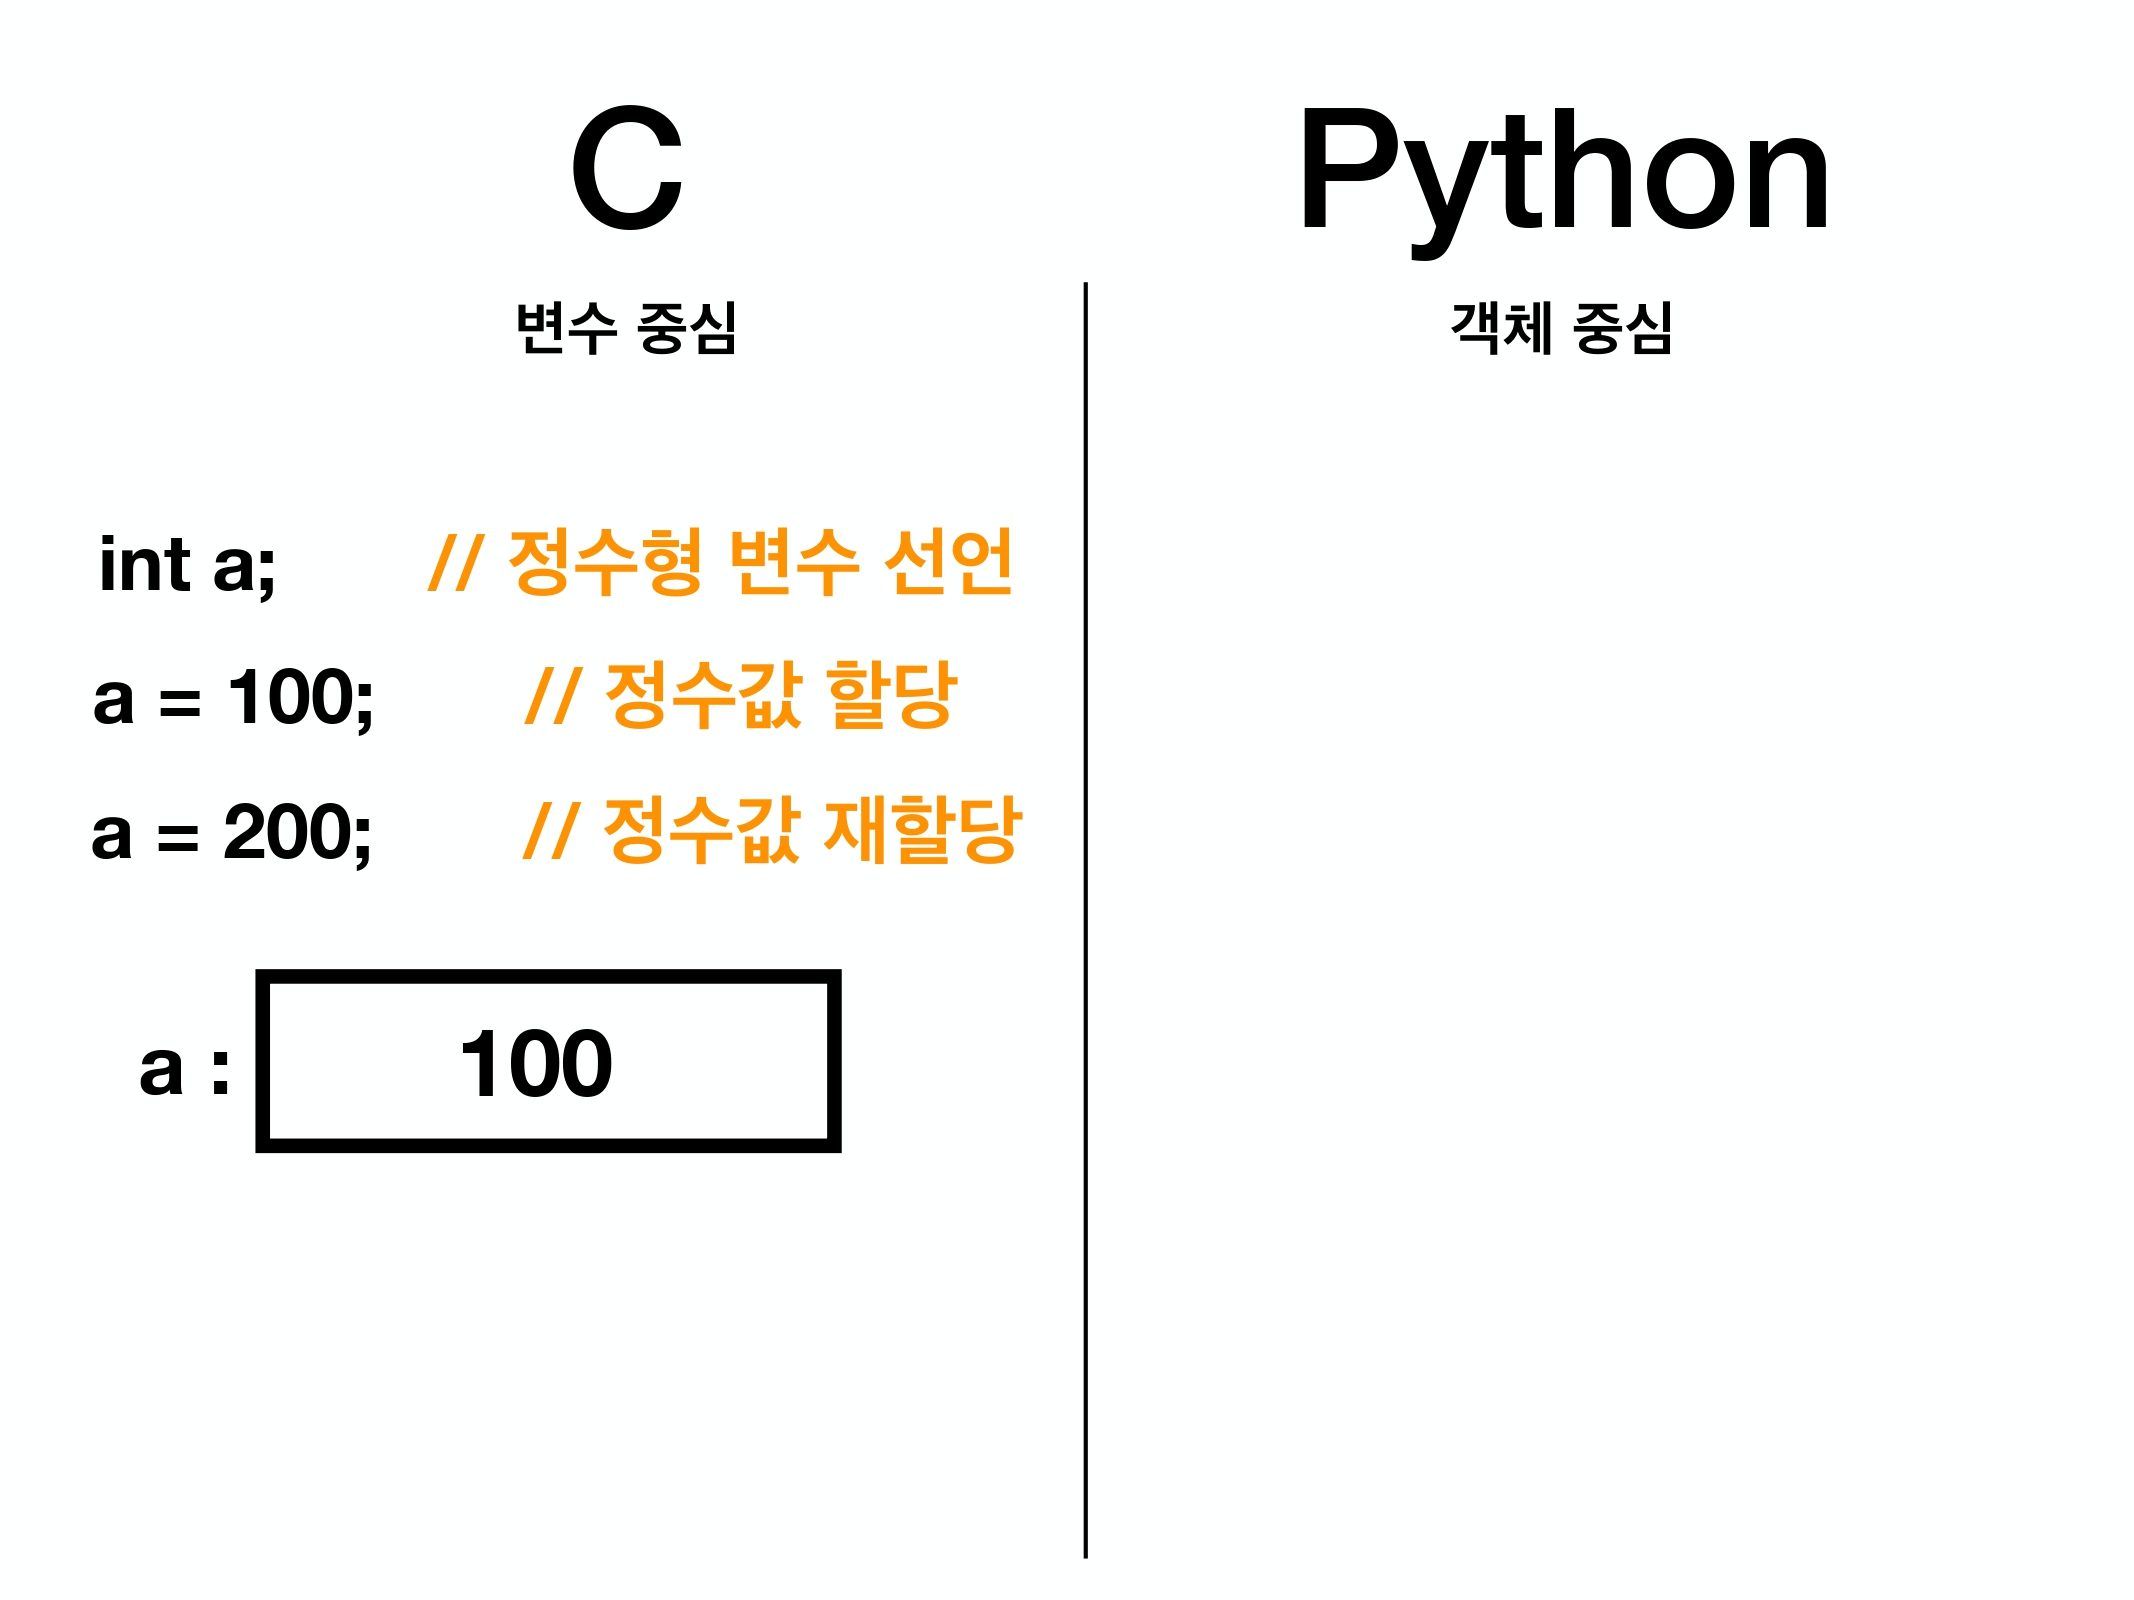 C
변수 중심
int a; // 정수형 변수 선언
a = 100; // 정수값 할당
a = 200; // 정수값 재할당
a : 100
Python
객체 중심